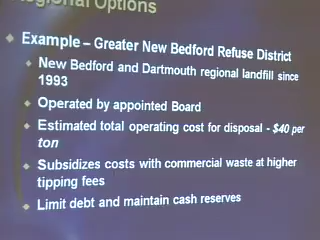 Regional Options
Example – Greater New Bedford Refuse District
New Bedford and Dartmouth regional landfill since
1993
Operated by appointed Board
Estimated total operating cost for disposal - $40 per
ton
Subsidizes costs with commercial waste at higher
tipping fees
Limit debt and maintain cash reserves